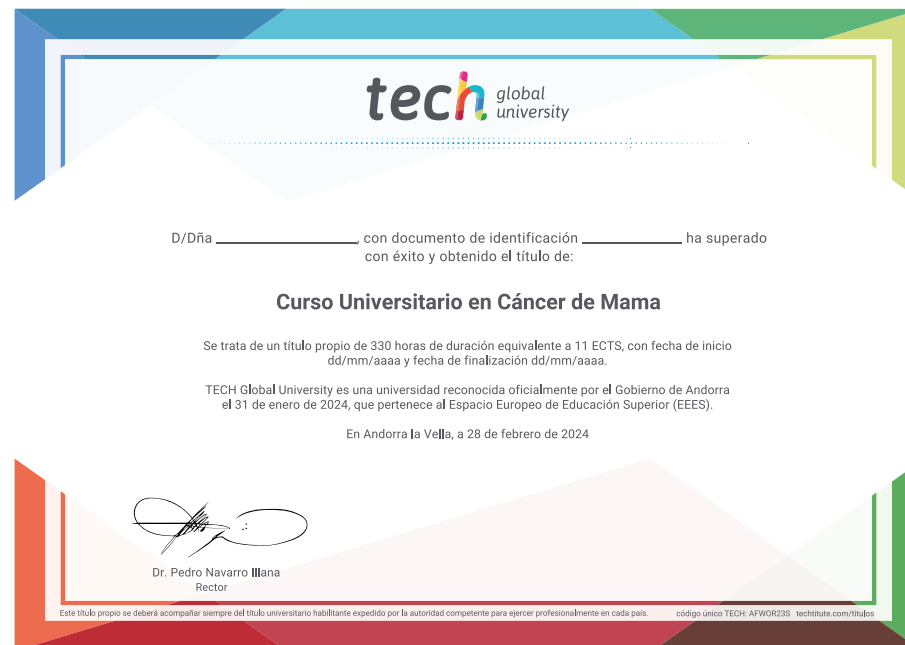 tech global
university
D/Dña ____________________, con documento de identificación ______________ ha superado
con éxito y obtenido el título de:
Curso Universitario en Cáncer de Mama
Se trata de un título propio de 330 horas de duración equivalente a 11 ECTS, con fecha de inicio
dd/mm/aaaa y fecha de finalización dd/mm/aaaa.
TECH Global University es una universidad reconocida oficialmente por el Gobierno de Andorra
el 31 de enero de 2024, que pertenece al Espacio Europeo de Educación Superior (EEES).
En Andorra la Vella, a 28 de febrero de 2024
Dr. Pedro Navarro Illana
Rector
Este título propio se deberá acompañar siempre del título universitario habilitante expedido por la autoridad competente para ejercer profesionalmente en cada país. código único TECH: AFWOR23S techtitute.com/titulos